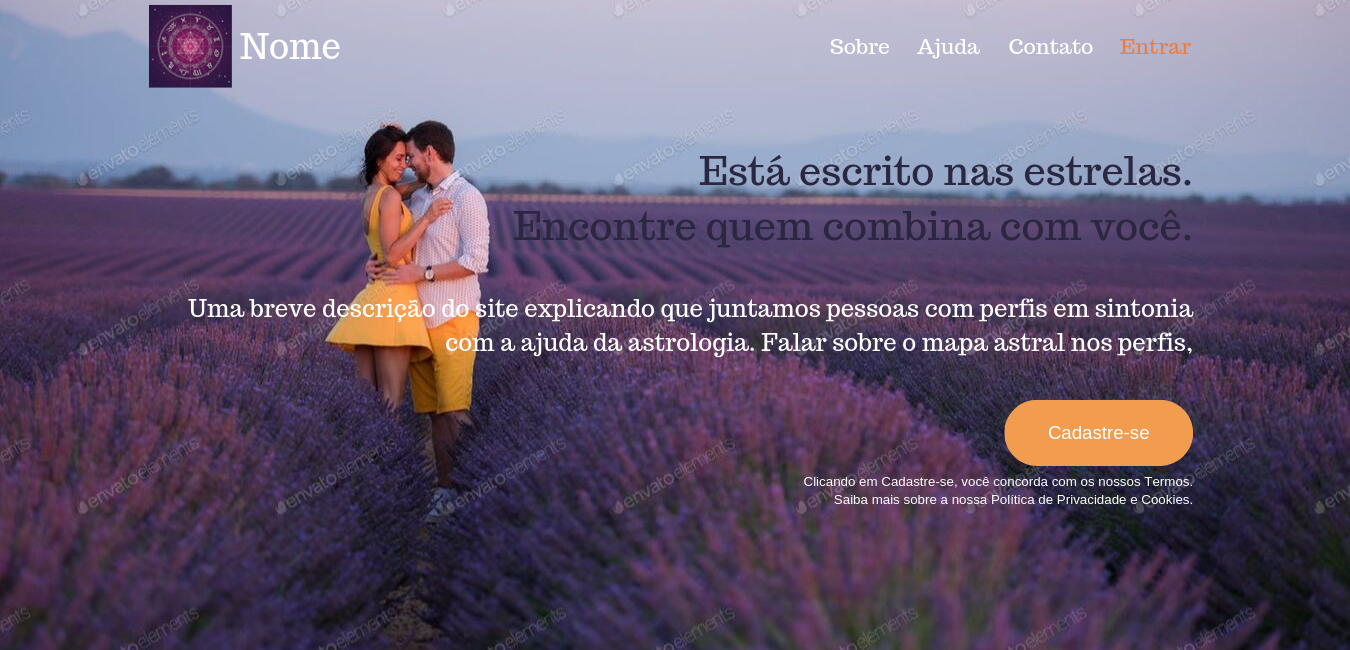 Nome
Sobre Ajuda Contato Entrar
Está escrito nas estrelas.
Encontre quem combina com você.
Uma breve descrição do site explicando que juntamos pessoas com perfis em sintonia
com a ajuda da astrologia. Falar sobre o mapa astral nos perfis,
Cadastre-se
Clicando em Cadastre-se, você concorda com os nossos Termos.
Saiba mais sobre a nossa Política de Privacidade e Cookies.
envatoelements